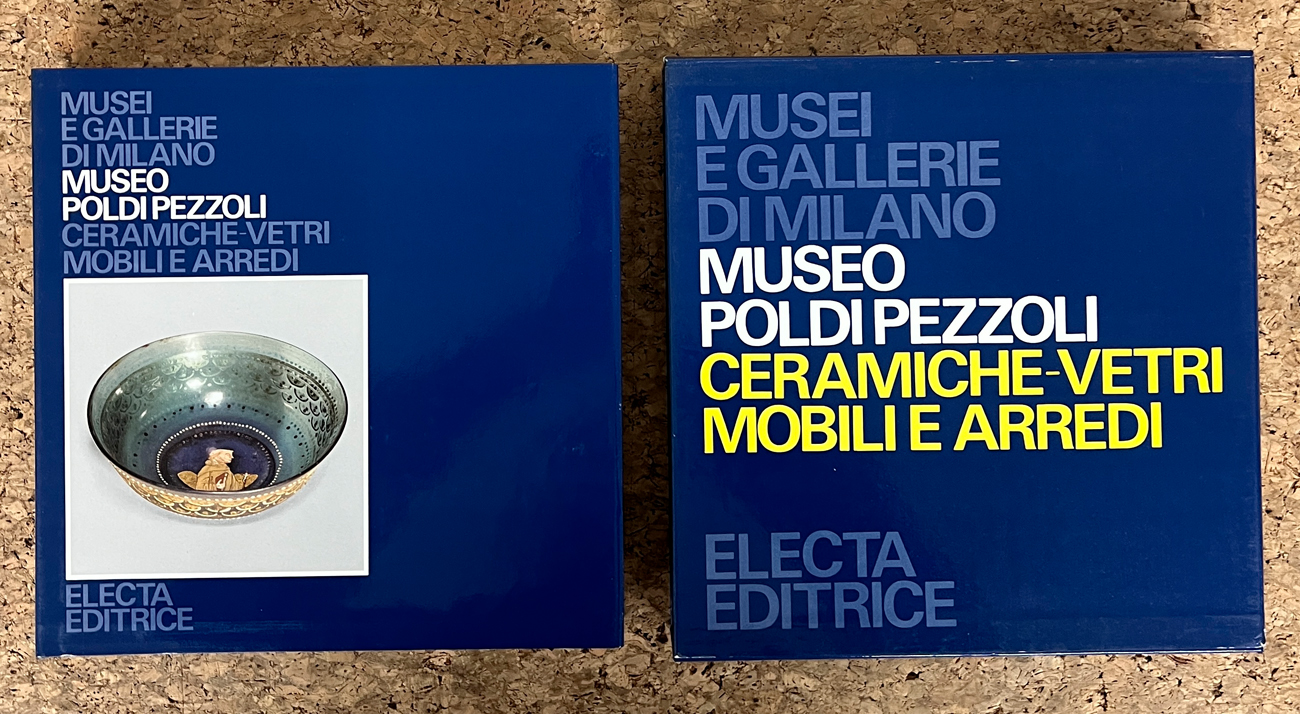 MUSEI
E GALLERIE
DI MILANO
MUSEO
POLDI PEZZOLI
CERAMICHE-VETRI
MOBILI E ARREDI
ELECTA
EDITRICE
MUSEI
E GALLERIE
DI MILANO
MUSEO
POLDI PEZZOLI
CERAMICHE-VETRI
MOBILI E ARREDI
ELECTA
EDITRICE